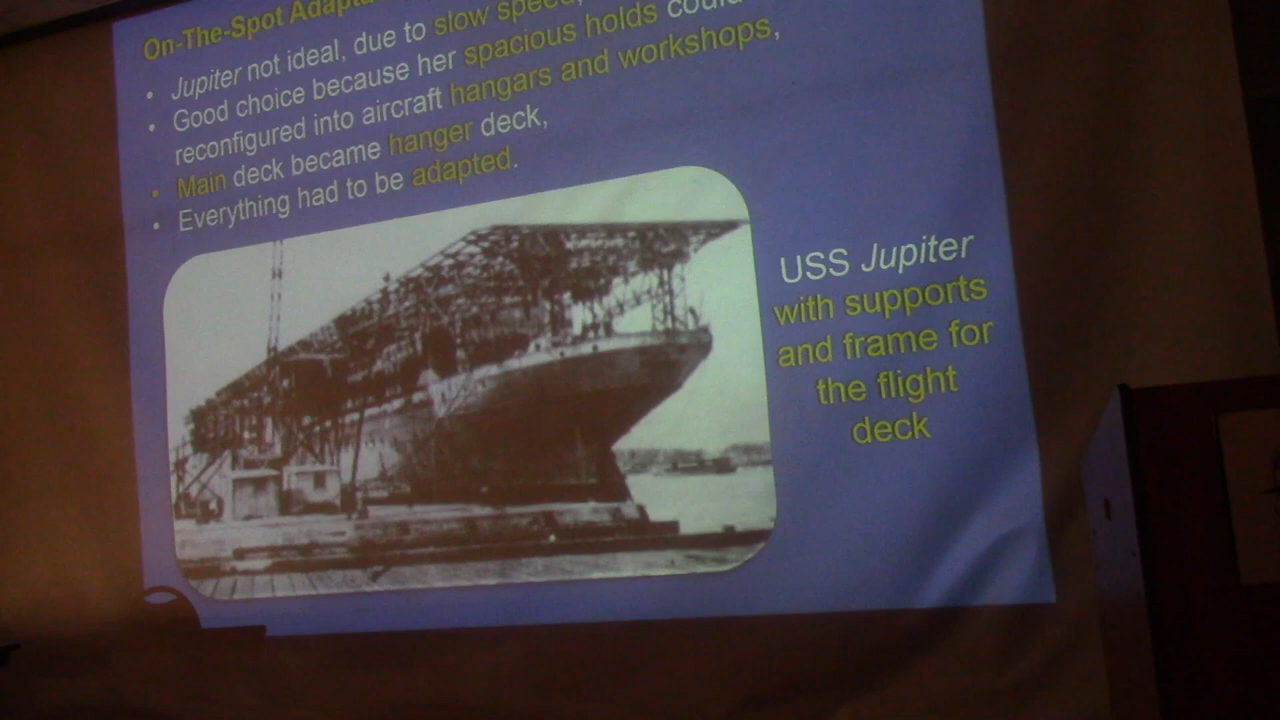 On-The-Spot
Jupiter not ideal, due to slow speed,
Good choice because her spacious holds could
reconfigured into aircraft hangars and workshops,
Main deck became hanger deck,
Everything had to be adapted.
USS Jupiter
with supports
and frame for
the flight
deck